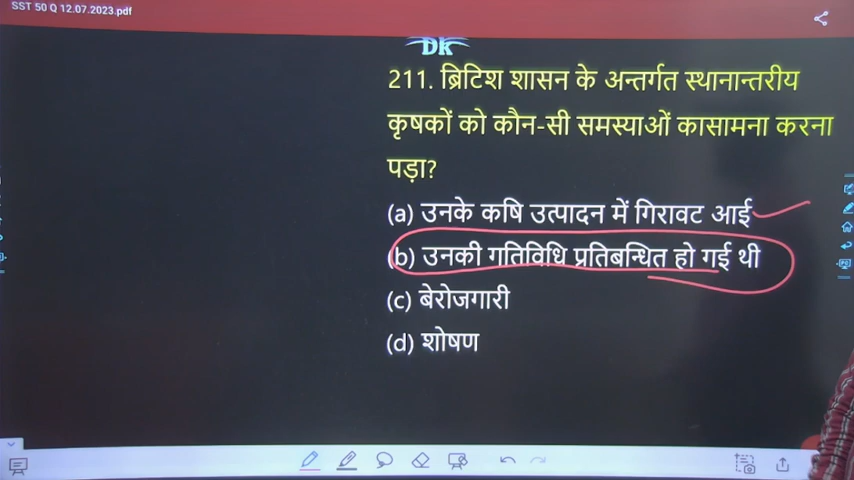 SST 50 Q 12.07.2023.pdf
DK
211. ब्रिटिश शासन के अन्तर्गत स्थानान्तरीय
कृषकों को कौन-सी समस्याओं कासामना करना
पड़ा?
(a) उनके कषि उत्पादन में गिरावट आई
(b) उनकी गतिविधि प्रतिबन्धित हो गई थी
(c) बेरोजगारी
(d) शोषण